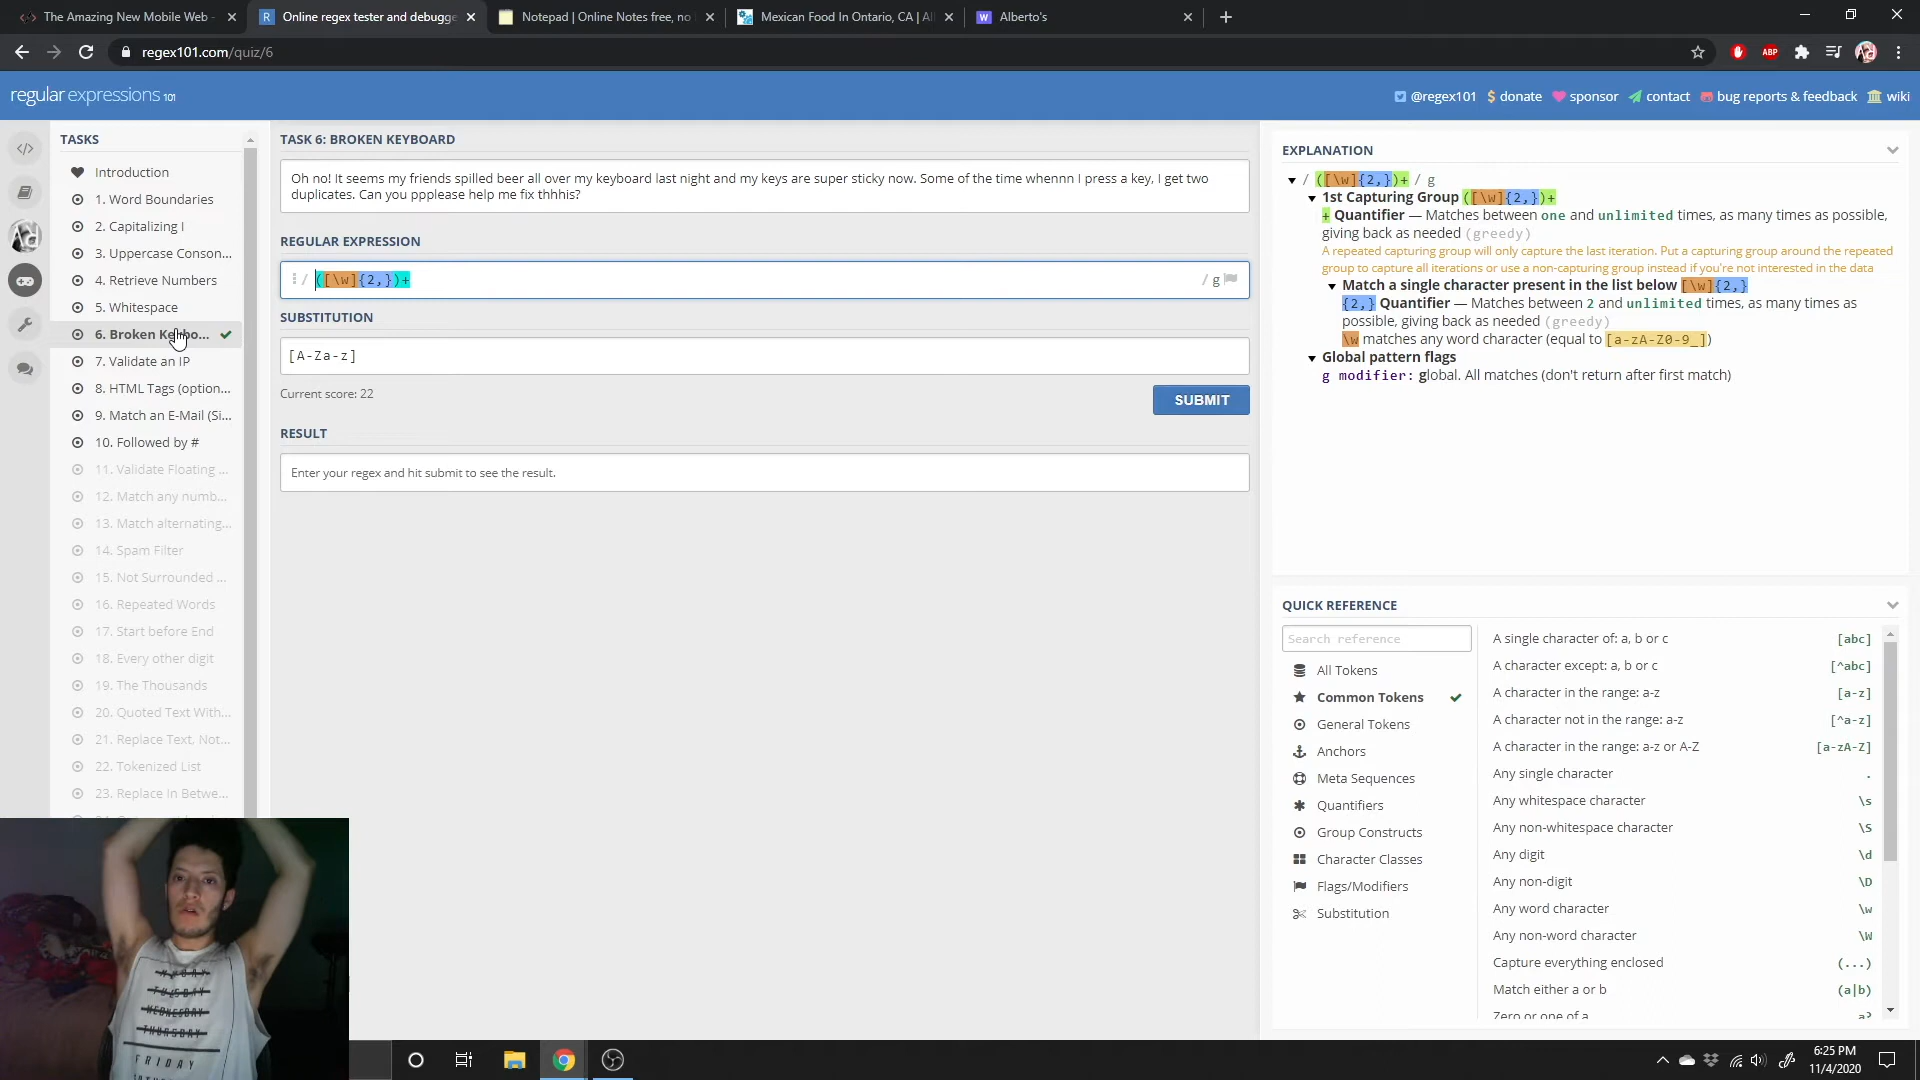 The Amazing New Mobile Web -
Online regex tester and debugge
Notepad | Online Notes free, no
Mexican Food In Ontario, CA | Al
Alberto's
regex101.com/quiz/6
ABP
regular expressions 101
@regex101
donate
sponsor
contact
bug reports & feedback
wiki
TASKS
Introduction
1. Word Boundaries
2. Capitalizing I
3. Uppercase Conson...
4. Retrieve Numbers
5. Whitespace
6. Broken Keybo...
7. Validate an IP
8. HTML Tags (option...
9. Match an E-Mail (Si...
10. Followed by #
11. Validate Floating ...
12. Match any numb...
13. Match alternating...
14. Spam Filter
15. Not Surrounded ...
16. Repeated Words
17. Start before End
18. Every other digit
19. The Thousands
20. Quoted Text With...
21. Replace Text, Not...
22. Tokenized List
23. Replace In Betwe...
TASK 6: BROKEN KEYBOARD
Oh no! It seems my friends spilled beer all over my keyboard last night and my keys are super sticky now. Some of the time whennn I press a key, I get two
duplicates. Can you ppplease help me fix thhhis?
REGULAR EXPRESSION
/ ([\w]{2,})+ / g
SUBSTITUTION
[A-Za-z]
Current score: 22
SUBMIT
RESULT
Enter your regex and hit submit to see the result.
EXPLANATION
/ ([\w]{2,})+ / g
1st Capturing Group ([\w]{2,})+
+ Quantifier — Matches between one and unlimited times, as many times as possible,
giving back as needed (greedy)
A repeated capturing group will only capture the last iteration. Put a capturing group around the repeated
group to capture all iterations or use a non-capturing group instead if you're not interested in the data
Match a single character present in the list below [\w]{2,}
{2,} Quantifier — Matches between 2 and unlimited times, as many times as
possible, giving back as needed (greedy)
\w matches any word character (equal to [a-zA-Z0-9_])
Global pattern flags
g modifier: global. All matches (don't return after first match)
QUICK REFERENCE
Search reference
All Tokens
Common Tokens
General Tokens
Anchors
Meta Sequences
Quantifiers
Group Constructs
Character Classes
Flags/Modifiers
Substitution
A single character of: a, b or c [abc]
A character except: a, b or c [^abc]
A character in the range: a-z [a-z]
A character not in the range: a-z [^a-z]
A character in the range: a-z or A-Z [a-zA-Z]
Any single character .
Any whitespace character \s
Any non-whitespace character \S
Any digit \d
Any non-digit \D
Any word character \w
Any non-word character \W
Capture everything enclosed (...)
Match either a or b (a|b)
Zero or one of a a?
TUESDAY
WEDNESDAY
THURSDAY
FRIDAY
6:25 PM
11/4/2020